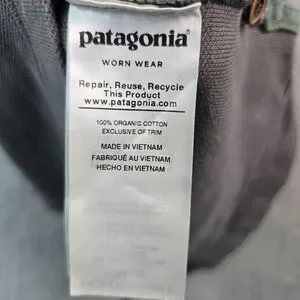 patagonia®
WORN WEAR
Repair, Reuse, Recycle
This Product
www.patagonia.com
100% ORGANIC COTTON
EXCLUSIVE OF TRIM
MADE IN VIETNAM
FABRIQUÉ AU VIETNAM
HECHO EN VIETNAM